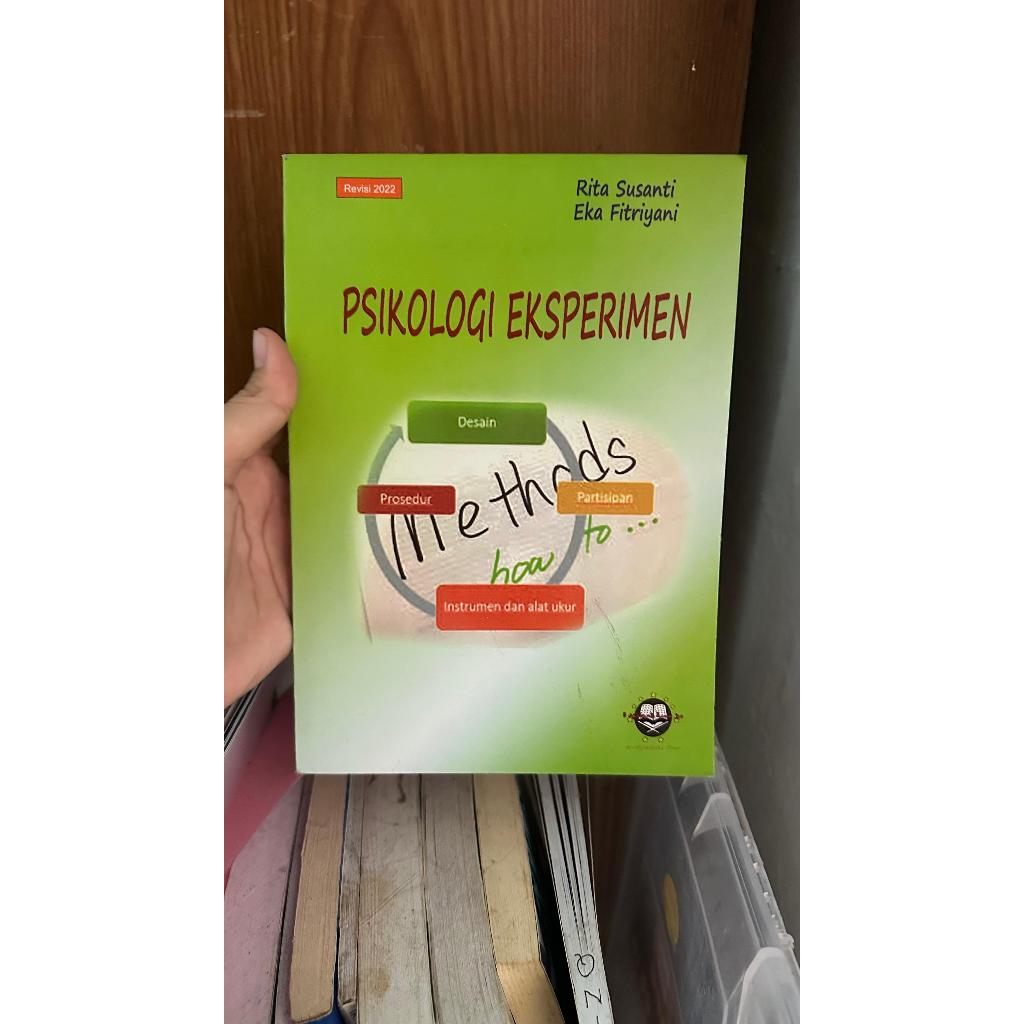 Revisi 2022
Rita Susanti
Eka Fitriyani
PSIKOLOGI EKSPERIMEN
Desain
Methods
Prosedur
Partisipan
how to ...
Instrumen dan alat ukur